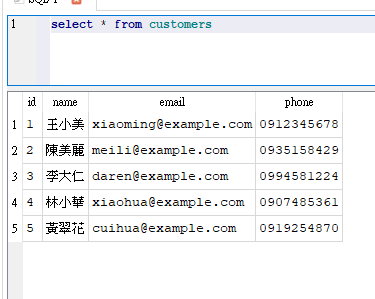 SQL 1
1 select * from customers
id name email phone
1 1 王小美 xiaoming@example.com 0912345678
2 2 陳美麗 meili@example.com 0935158429
3 3 李大仁 daren@example.com 0994581224
4 4 林小華 xiaohua@example.com 0907485361
5 5 黃翠花 cuihua@example.com 0919254870